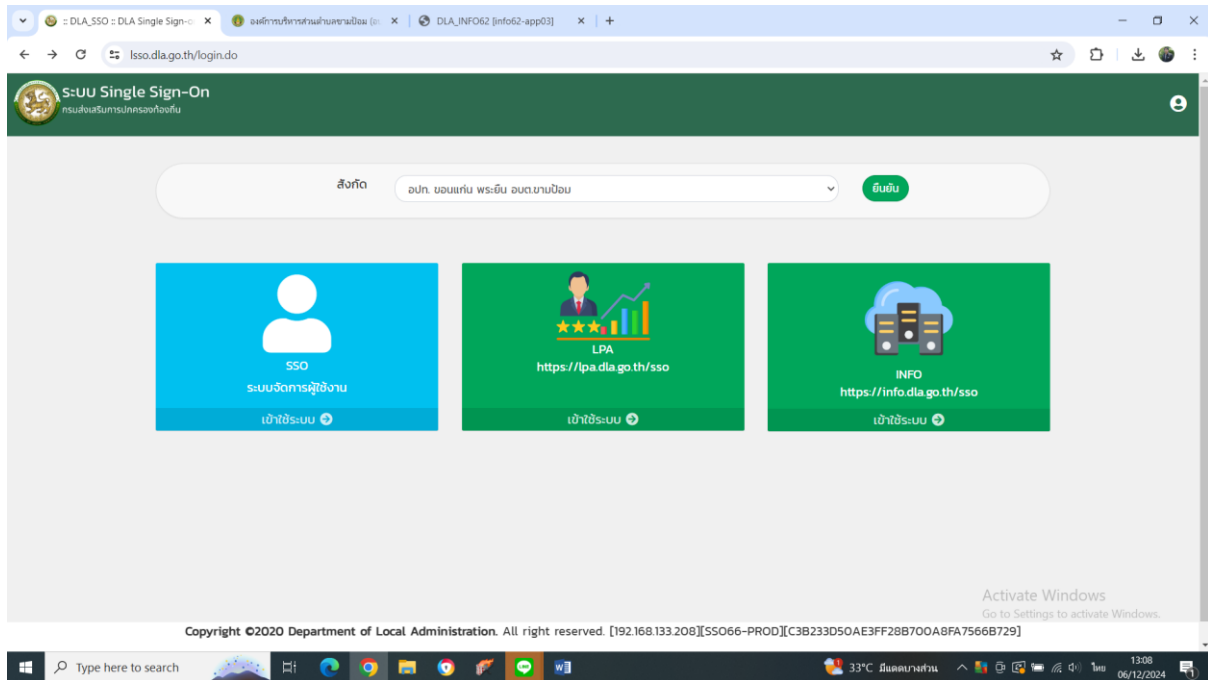 :: DLA_SSO :: DLA Single Sign-o
องค์การบริหารส่วนตำบลขามป้อม (อ
DLA_INFO62 [info62-app03]
lsso.dla.go.th/login.do
ระบบ Single Sign-On
กรมส่งเสริมการปกครองท้องถิ่น
สังกัด
อปท. ขอนแก่น พระยืน อบต.ขามป้อม
ยืนยัน
SSO
ระบบจัดการผู้ใช้งาน
เข้าใช้ระบบ
LPA
https://lpa.dla.go.th/sso
เข้าใช้ระบบ
INFO
https://info.dla.go.th/sso
เข้าใช้ระบบ
Activate Windows
Go to Settings to activate Windows.
Copyright ©2020 Department of Local Administration. All right reserved. [192.168.133.208][SSO66-PROD][C3B233D50AE3FF28B700A8FA7566B729]
Type here to search
33°C มีแดดบางส่วน
ไทย
13:08
06/12/2024